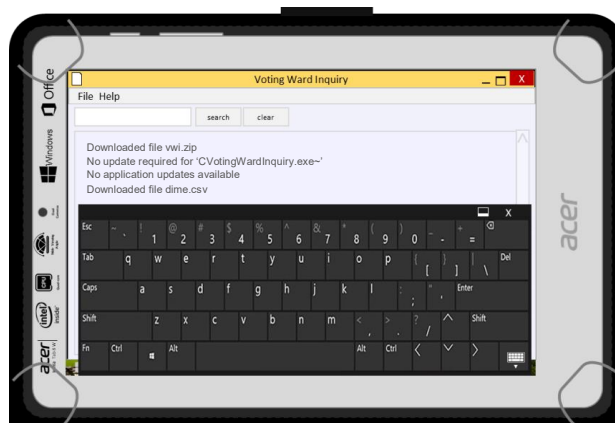 Voting Ward Inquiry
X
File Help
search clear
Downloaded file vwi.zip
No update required for 'CVotingWardInquiry.exe~'
No application updates available
Downloaded file dime.csv
X
Esc ~ ` ! 1 @ 2 # 3 $ 4 % 5 ^ 6 & 7 * 8 ( 9 ) 0 _ - + =
Tab q w e r t y u i o p { [ } ] | \ Del
Caps a s d f g h j k l : ; " ' Enter
Shift z x c v b n m < , > . ? / Shift
Fn Ctrl Alt Alt Ctrl
Office
Windows
CPU
intel
inside
acer
acer